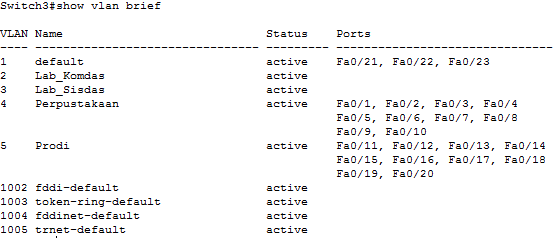 Switch3#show vlan brief
VLAN Name Status Ports
---- -------------------------------- --------- -------------------------------
1 default active Fa0/21, Fa0/22, Fa0/23
2 Lab_Komdas active
3 Lab_Sisdas active
4 Perpustakaan active Fa0/1, Fa0/2, Fa0/3, Fa0/4
Fa0/5, Fa0/6, Fa0/7, Fa0/8
Fa0/9, Fa0/10
5 Prodi active Fa0/11, Fa0/12, Fa0/13, Fa0/14
Fa0/15, Fa0/16, Fa0/17, Fa0/18
Fa0/19, Fa0/20
1002 fddi-default active
1003 token-ring-default active
1004 fddinet-default active
1005 trnet-default active